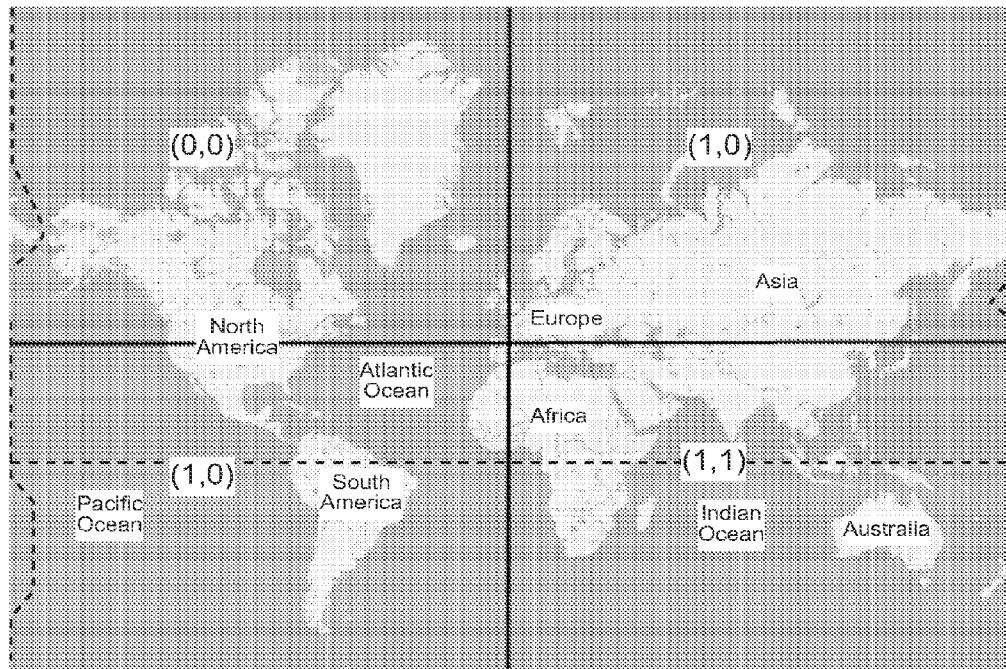 (0,0)
(1,0)
Asia
Europe
North
America
Atlantic
Ocean
Africa
(1,0)
(1,1)
South
America
Pacific
Ocean
Indian
Ocean
Australia